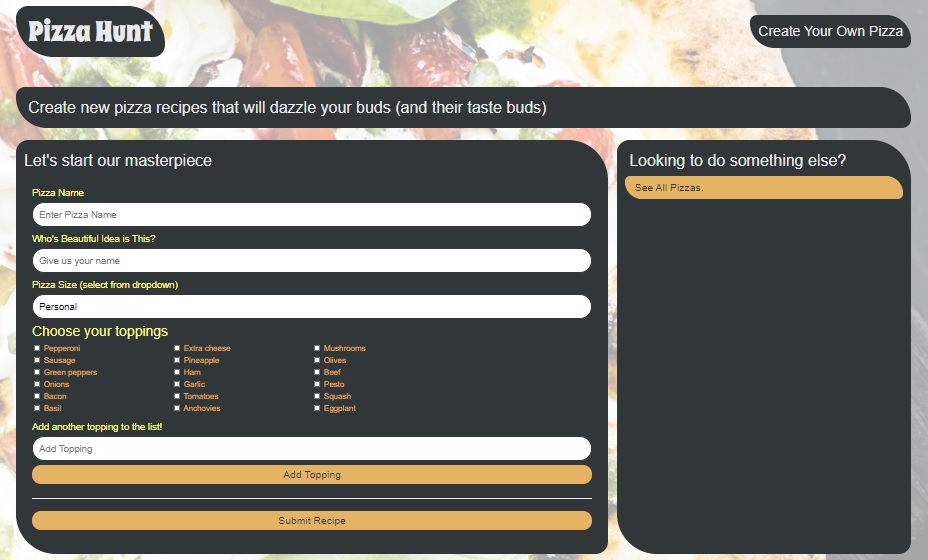 Pizza Hunt
Create Your Own Pizza
Create new pizza recipes that will dazzle your buds (and their taste buds)
Let's start our masterpiece
Pizza Name
Enter Pizza Name
Who's Beautiful Idea is This?
Give us your name
Pizza Size (select from dropdown)
Personal
Choose your toppings
Pepperoni Extra cheese Mushrooms
Sausage Pineapple Olives
Green peppers Ham Beef
Onions Garlic Pesto
Bacon Tomatoes Squash
Basil Anchovies Eggplant
Add another topping to the list!
Add Topping
Add Topping
Submit Recipe
Looking to do something else?
See All Pizzas.